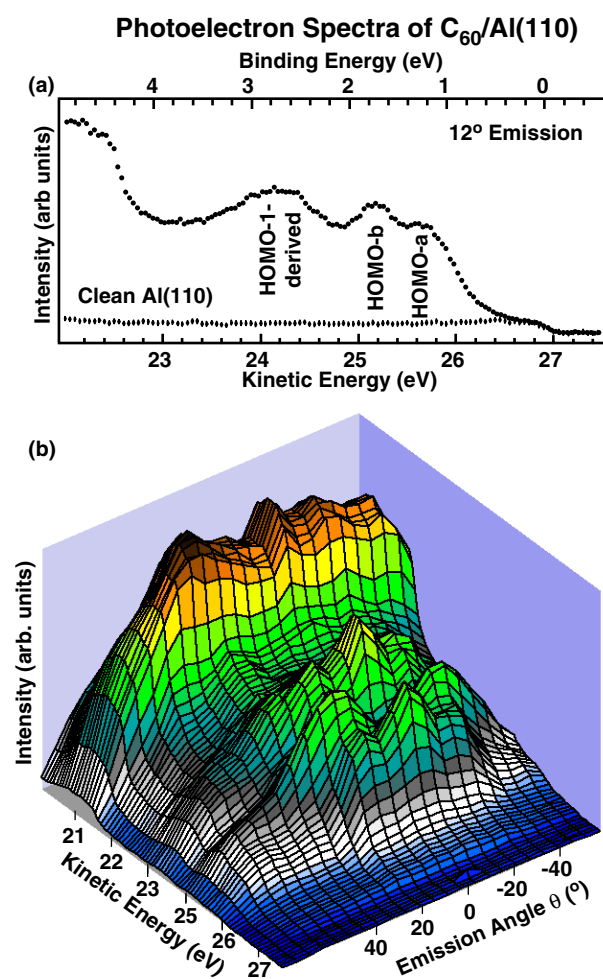 Photoelectron Spectra of C₆₀/Al(110)
Binding Energy (eV)
(a)
4 3 2 1 0
12º Emission
Intensity (arb units)
HOMO-1-
derived
HOMO-b
HOMO-a
Clean Al(110)
23 24 25 26 27
Kinetic Energy (eV)
(b)
Intensity (arb. units)
21 22 23 25 26 27
Kinetic Energy (eV)
40 20 0 -20 -40
Emission Angle θ (º)